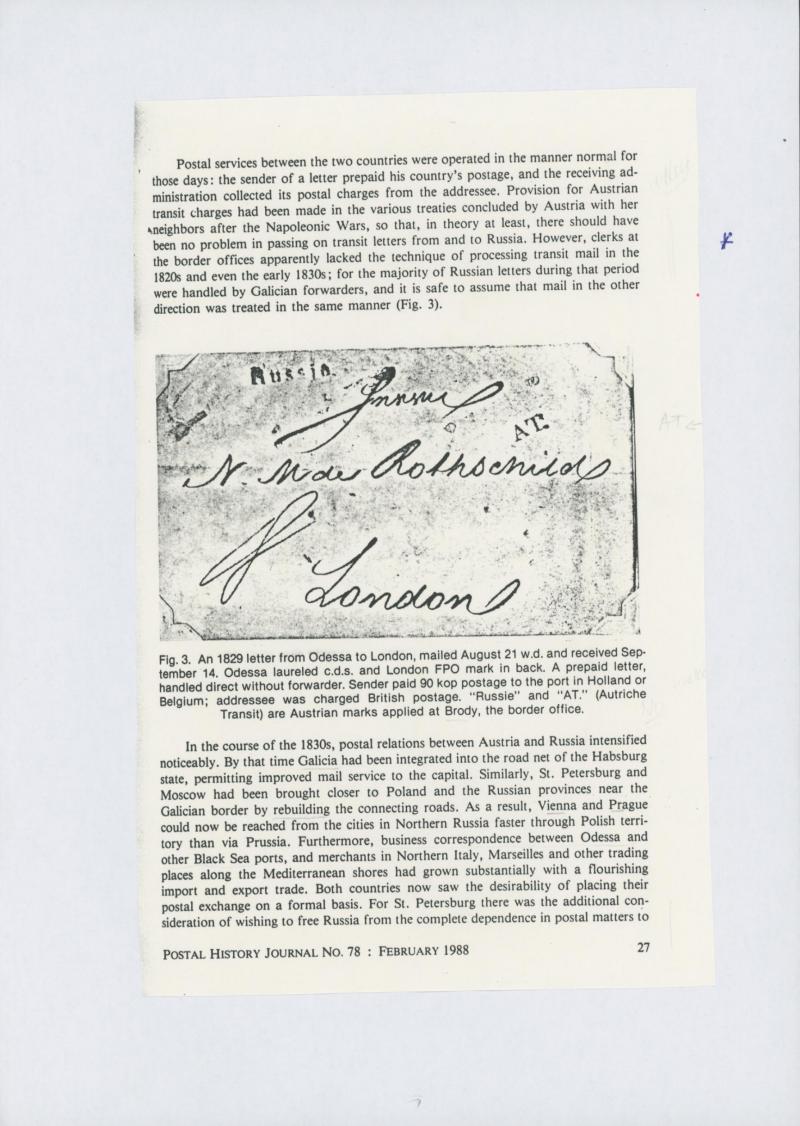 Postal services between the two countries were operated in the manner normal for
those days: the sender of a letter prepaid his country's postage, and the receiving ad-
ministration collected its postal charges from the addressee. Provision for Austrian
transit charges had been made in the various treaties concluded by Austria with her
neighbors after the Napoleonic Wars, so that, in theory at least, there should have
been no problem in passing on transit letters from and to Russia. However, clerks at
the border offices apparently lacked the technique of processing transit mail in the
1820s and even the early 1830s; for the majority of Russian letters during that period
were handled by Galician forwarders, and it is safe to assume that mail in the other
direction was treated in the same manner (Fig. 3).
AT.
N. M de Rothschild
London
AT
Fig. 3. An 1829 letter from Odessa to London, mailed August 21 w.d. and received Sep-
tember 14. Odessa laureled c.d.s. and London FPO mark in back. A prepaid letter,
handled direct without forwarder. Sender paid 90 kop postage to the port in Holland or
Belgium; addressee was charged British postage. "Russie" and "AT." (Autriche
Transit) are Austrian marks applied at Brody, the border office.
In the course of the 1830s, postal relations between Austria and Russia intensified
noticeably. By that time Galicia had been integrated into the road net of the Habsburg
state, permitting improved mail service to the capital. Similarly, St. Petersburg and
Moscow had been brought closer to Poland and the Russian provinces near the
Galician border by rebuilding the connecting roads. As a result, Vienna and Prague
could now be reached from the cities in Northern Russia faster through Polish terri-
tory than via Prussia. Furthermore, business correspondence between Odessa and
other Black Sea ports, and merchants in Northern Italy, Marseilles and other trading
places along the Mediterranean shores had grown substantially with a flourishing
import and export trade. Both countries now saw the desirability of placing their
postal exchange on a formal basis. For St. Petersburg there was the additional con-
sideration of wishing to free Russia from the complete dependence in postal matters to
POSTAL HISTORY JOURNAL NO. 78 : FEBRUARY 1988
27